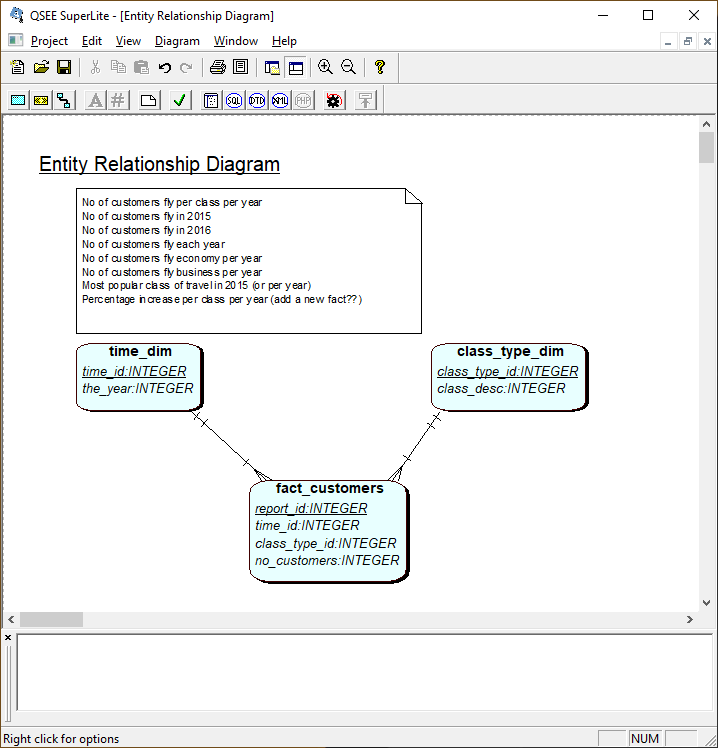 QSEE SuperLite - [Entity Relationship Diagram]
Project Edit View Diagram Window Help
A # SQL DTD XML PHP
Entity Relationship Diagram
No of customers fly per class per year
No of customers fly in 2015
No of customers fly in 2016
No of customers fly each year
No of customers fly economy per year
No of customers fly business per year
Most popular class of travel in 2015 (or per year)
Percentage increase per class per year (add a new fact??)
time_dim
time_id:INTEGER
the_year:INTEGER
class_type_dim
class_type_id:INTEGER
class_desc:INTEGER
fact_customers
report_id:INTEGER
time_id:INTEGER
class_type_id:INTEGER
no_customers:INTEGER
Right click for options
NUM